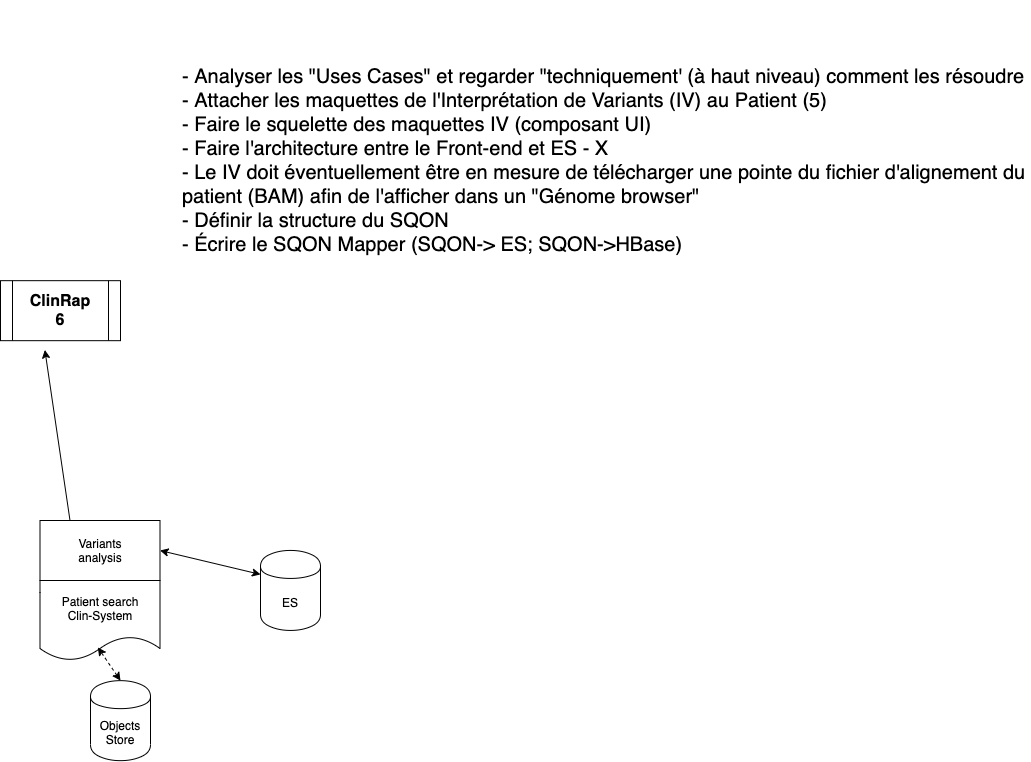 - Analyser les "Uses Cases" et regarder "techniquement' (à haut niveau) comment les résoudre
- Attacher les maquettes de l'Interprétation de Variants (IV) au Patient (5)
- Faire le squelette des maquettes IV (composant UI)
- Faire l'architecture entre le Front-end et ES - X
- Le IV doit éventuellement être en mesure de télécharger une pointe du fichier d'alignement du
patient (BAM) afin de l'afficher dans un "Génome browser"
- Définir la structure du SQON
- Écrire le SQON Mapper (SQON-> ES; SQON->HBase)
ClinRap
6
Variants
analysis
Patient search
Clin-System
ES
Objects
Store